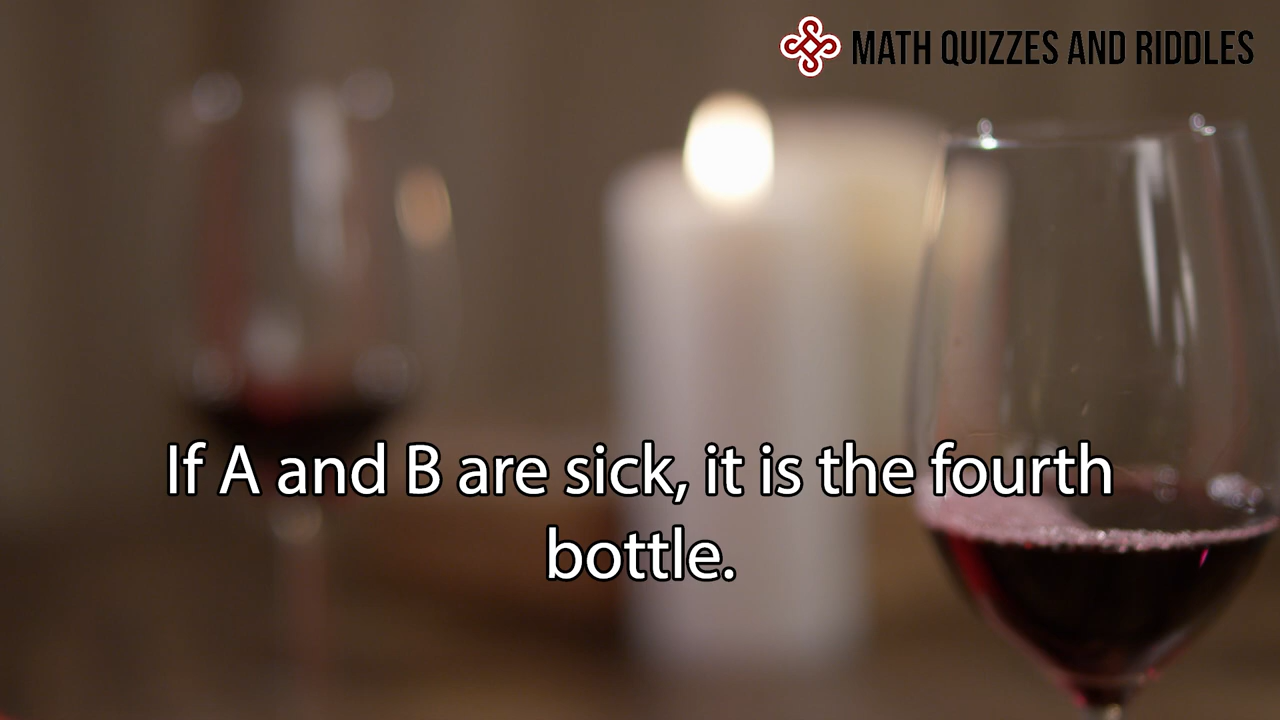 MATH QUIZZES AND RIDDLES
If A and B are sick, it is the fourth
bottle.